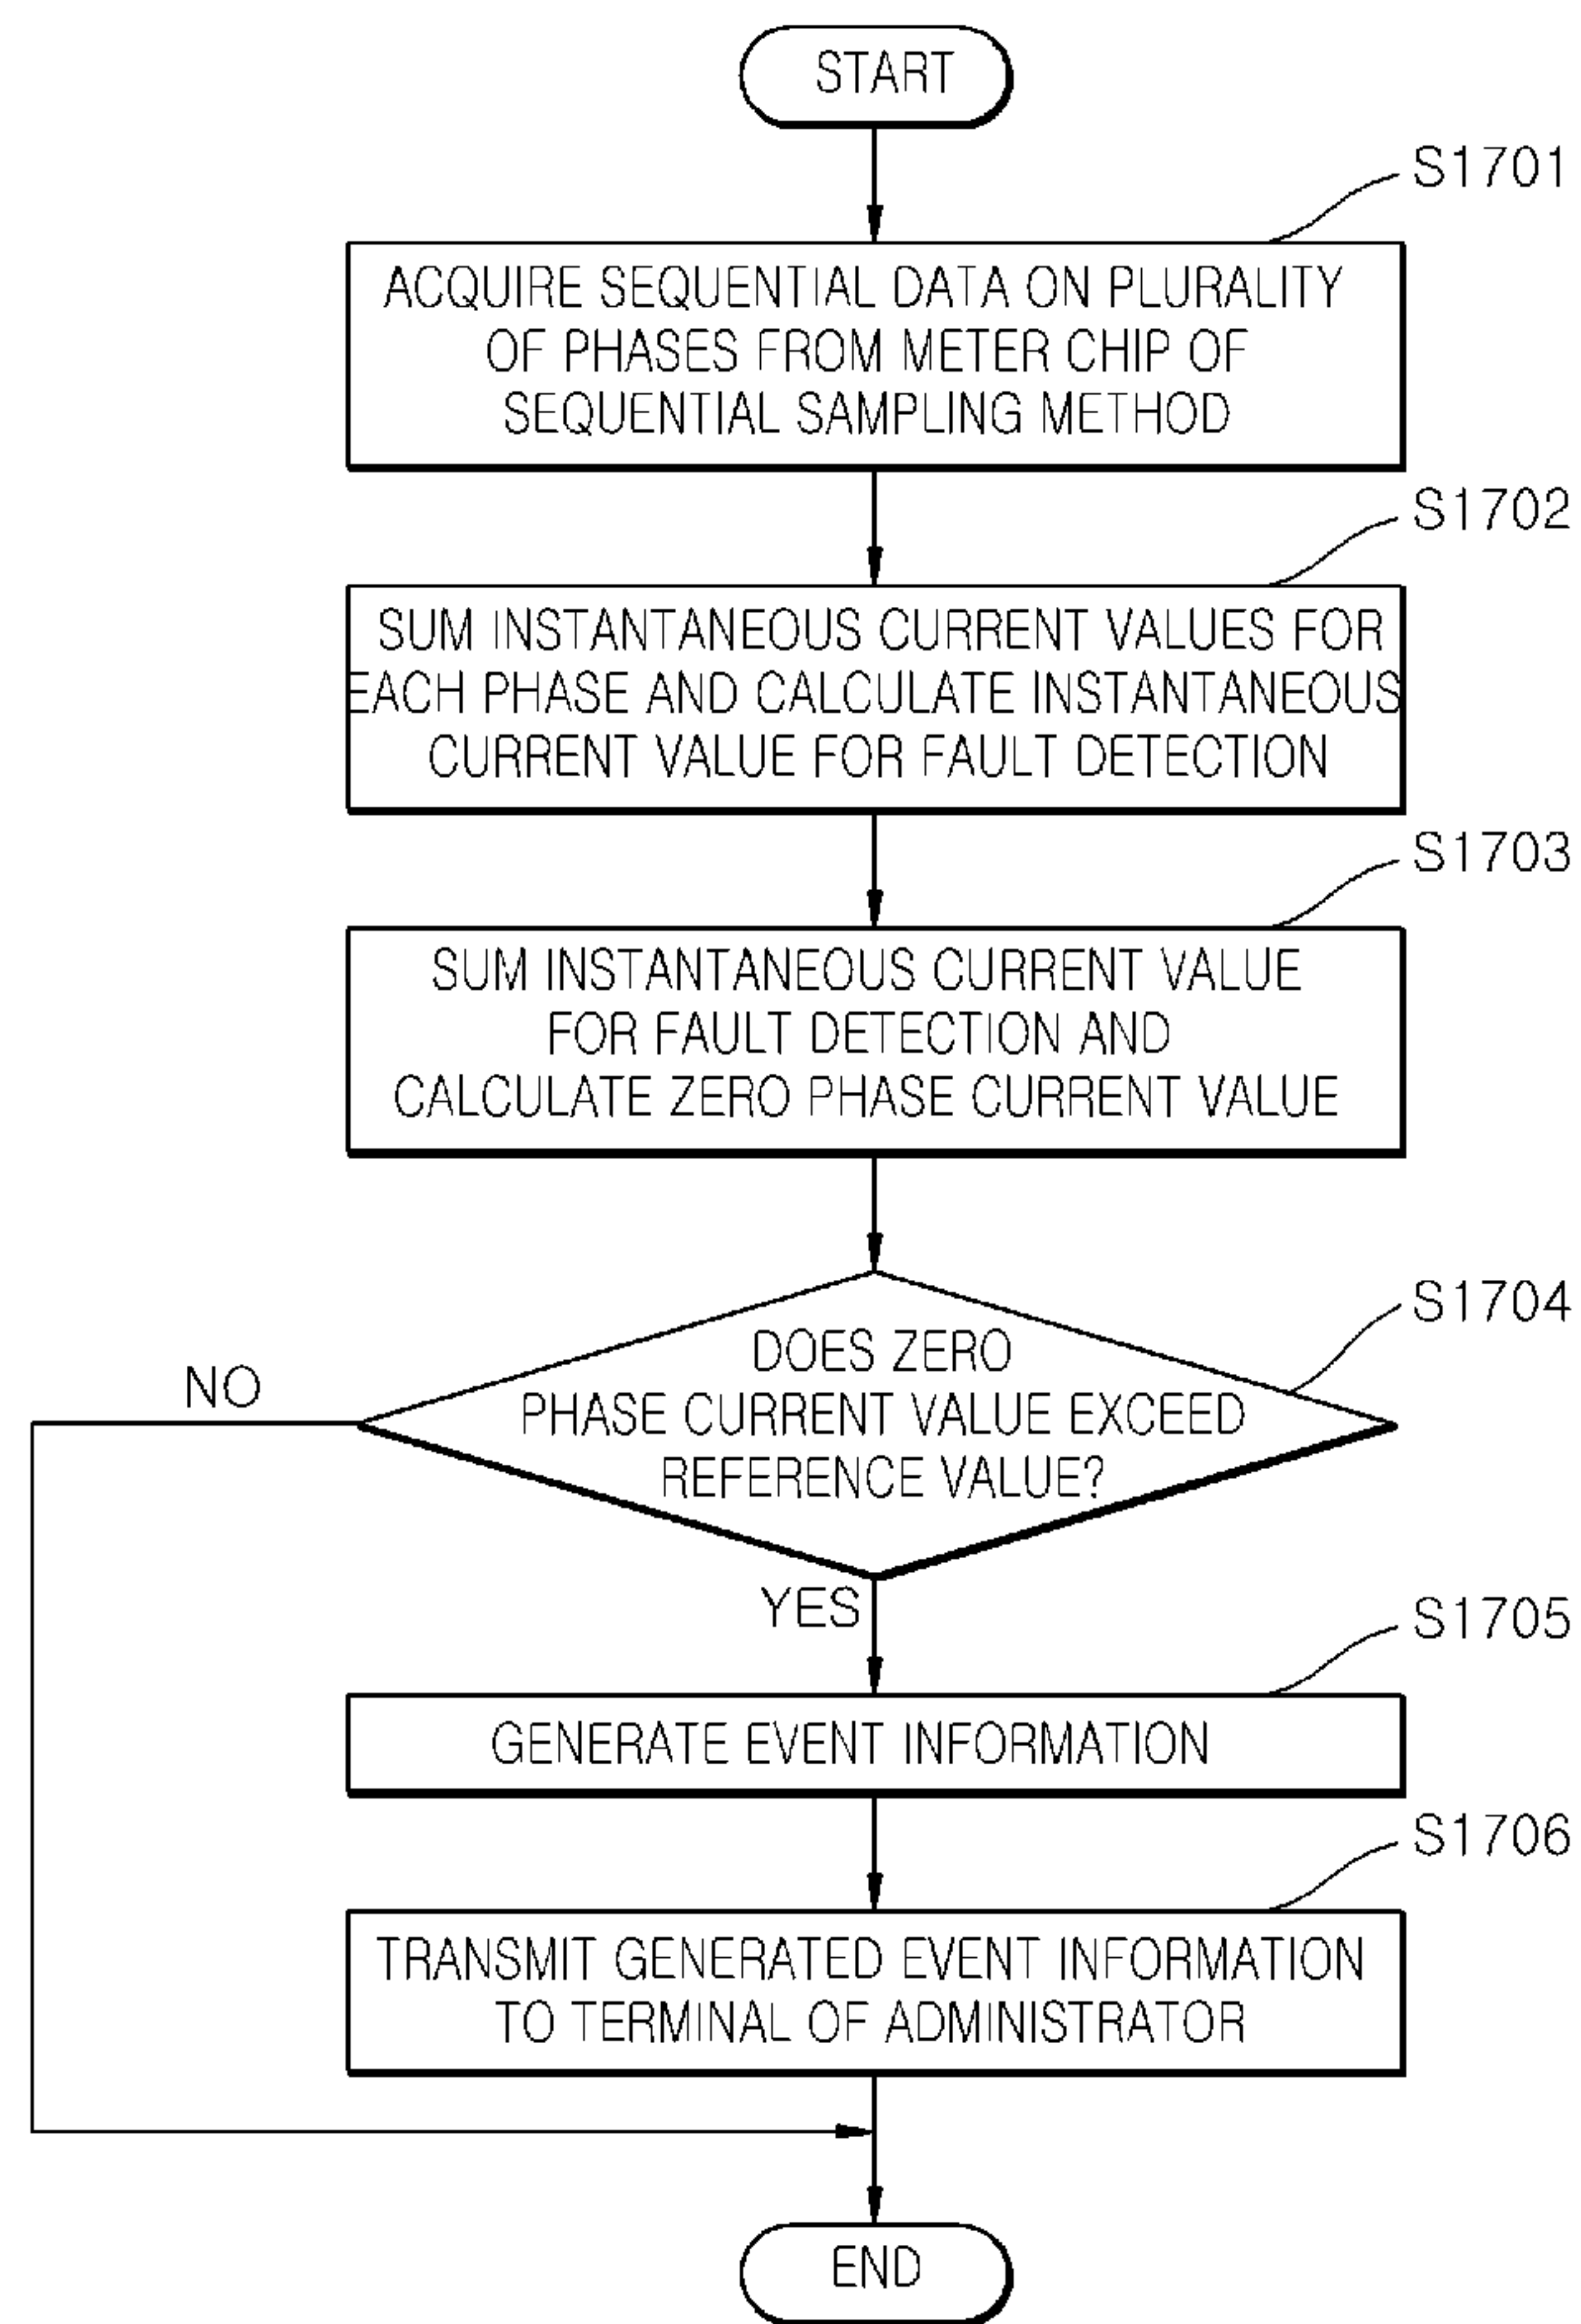 START
S1701
ACQUIRE SEQUENTIAL DATA ON PLURALITY
OF PHASES FROM METER CHIP OF
SEQUENTIAL SAMPLING METHOD
S1702
SUM INSTANTANEOUS CURRENT VALUES FOR
EACH PHASE AND CALCULATE INSTANTANEOUS
CURRENT VALUE FOR FAULT DETECTION
S1703
SUM INSTANTANEOUS CURRENT VALUE
FOR FAULT DETECTION AND
CALCULATE ZERO PHASE CURRENT VALUE
S1704
DOES ZERO
PHASE CURRENT VALUE EXCEED
REFERENCE VALUE?
NO
YES
S1705
GENERATE EVENT INFORMATION
S1706
TRANSMIT GENERATED EVENT INFORMATION
TO TERMINAL OF ADMINISTRATOR
END